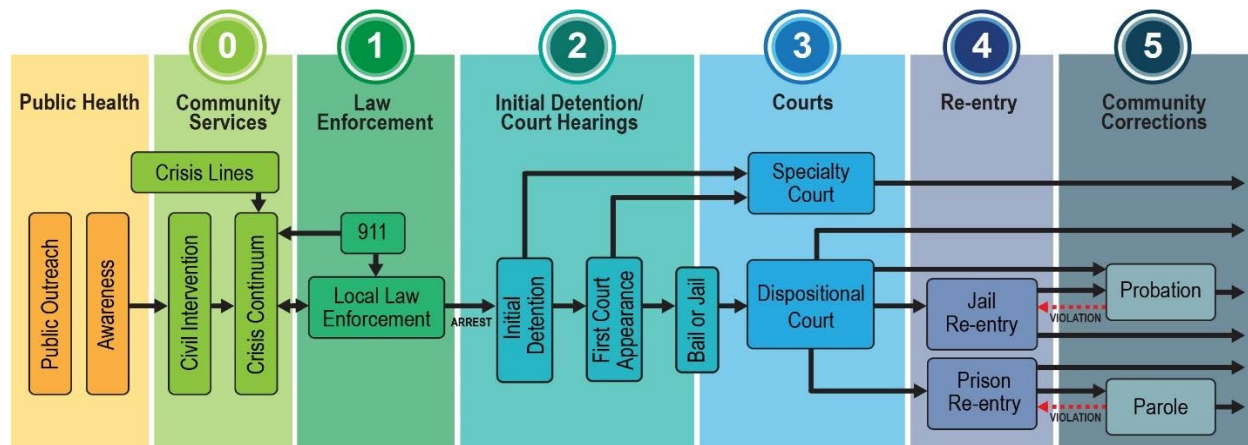 0
1
2
3
4
5
Public Health
Community
Services
Law
Enforcement
Initial Detention/
Court Hearings
Courts
Re-entry
Community
Corrections
Public Outreach
Awareness
Crisis Lines
Civil Intervention
Crisis Continuum
911
Local Law
Enforcement
ARREST
Initial
Detention
First Court
Appearance
Bail or Jail
Specialty
Court
Dispositional
Court
Jail
Re-entry
Prison
Re-entry
Probation
VIOLATION
Parole
VIOLATION